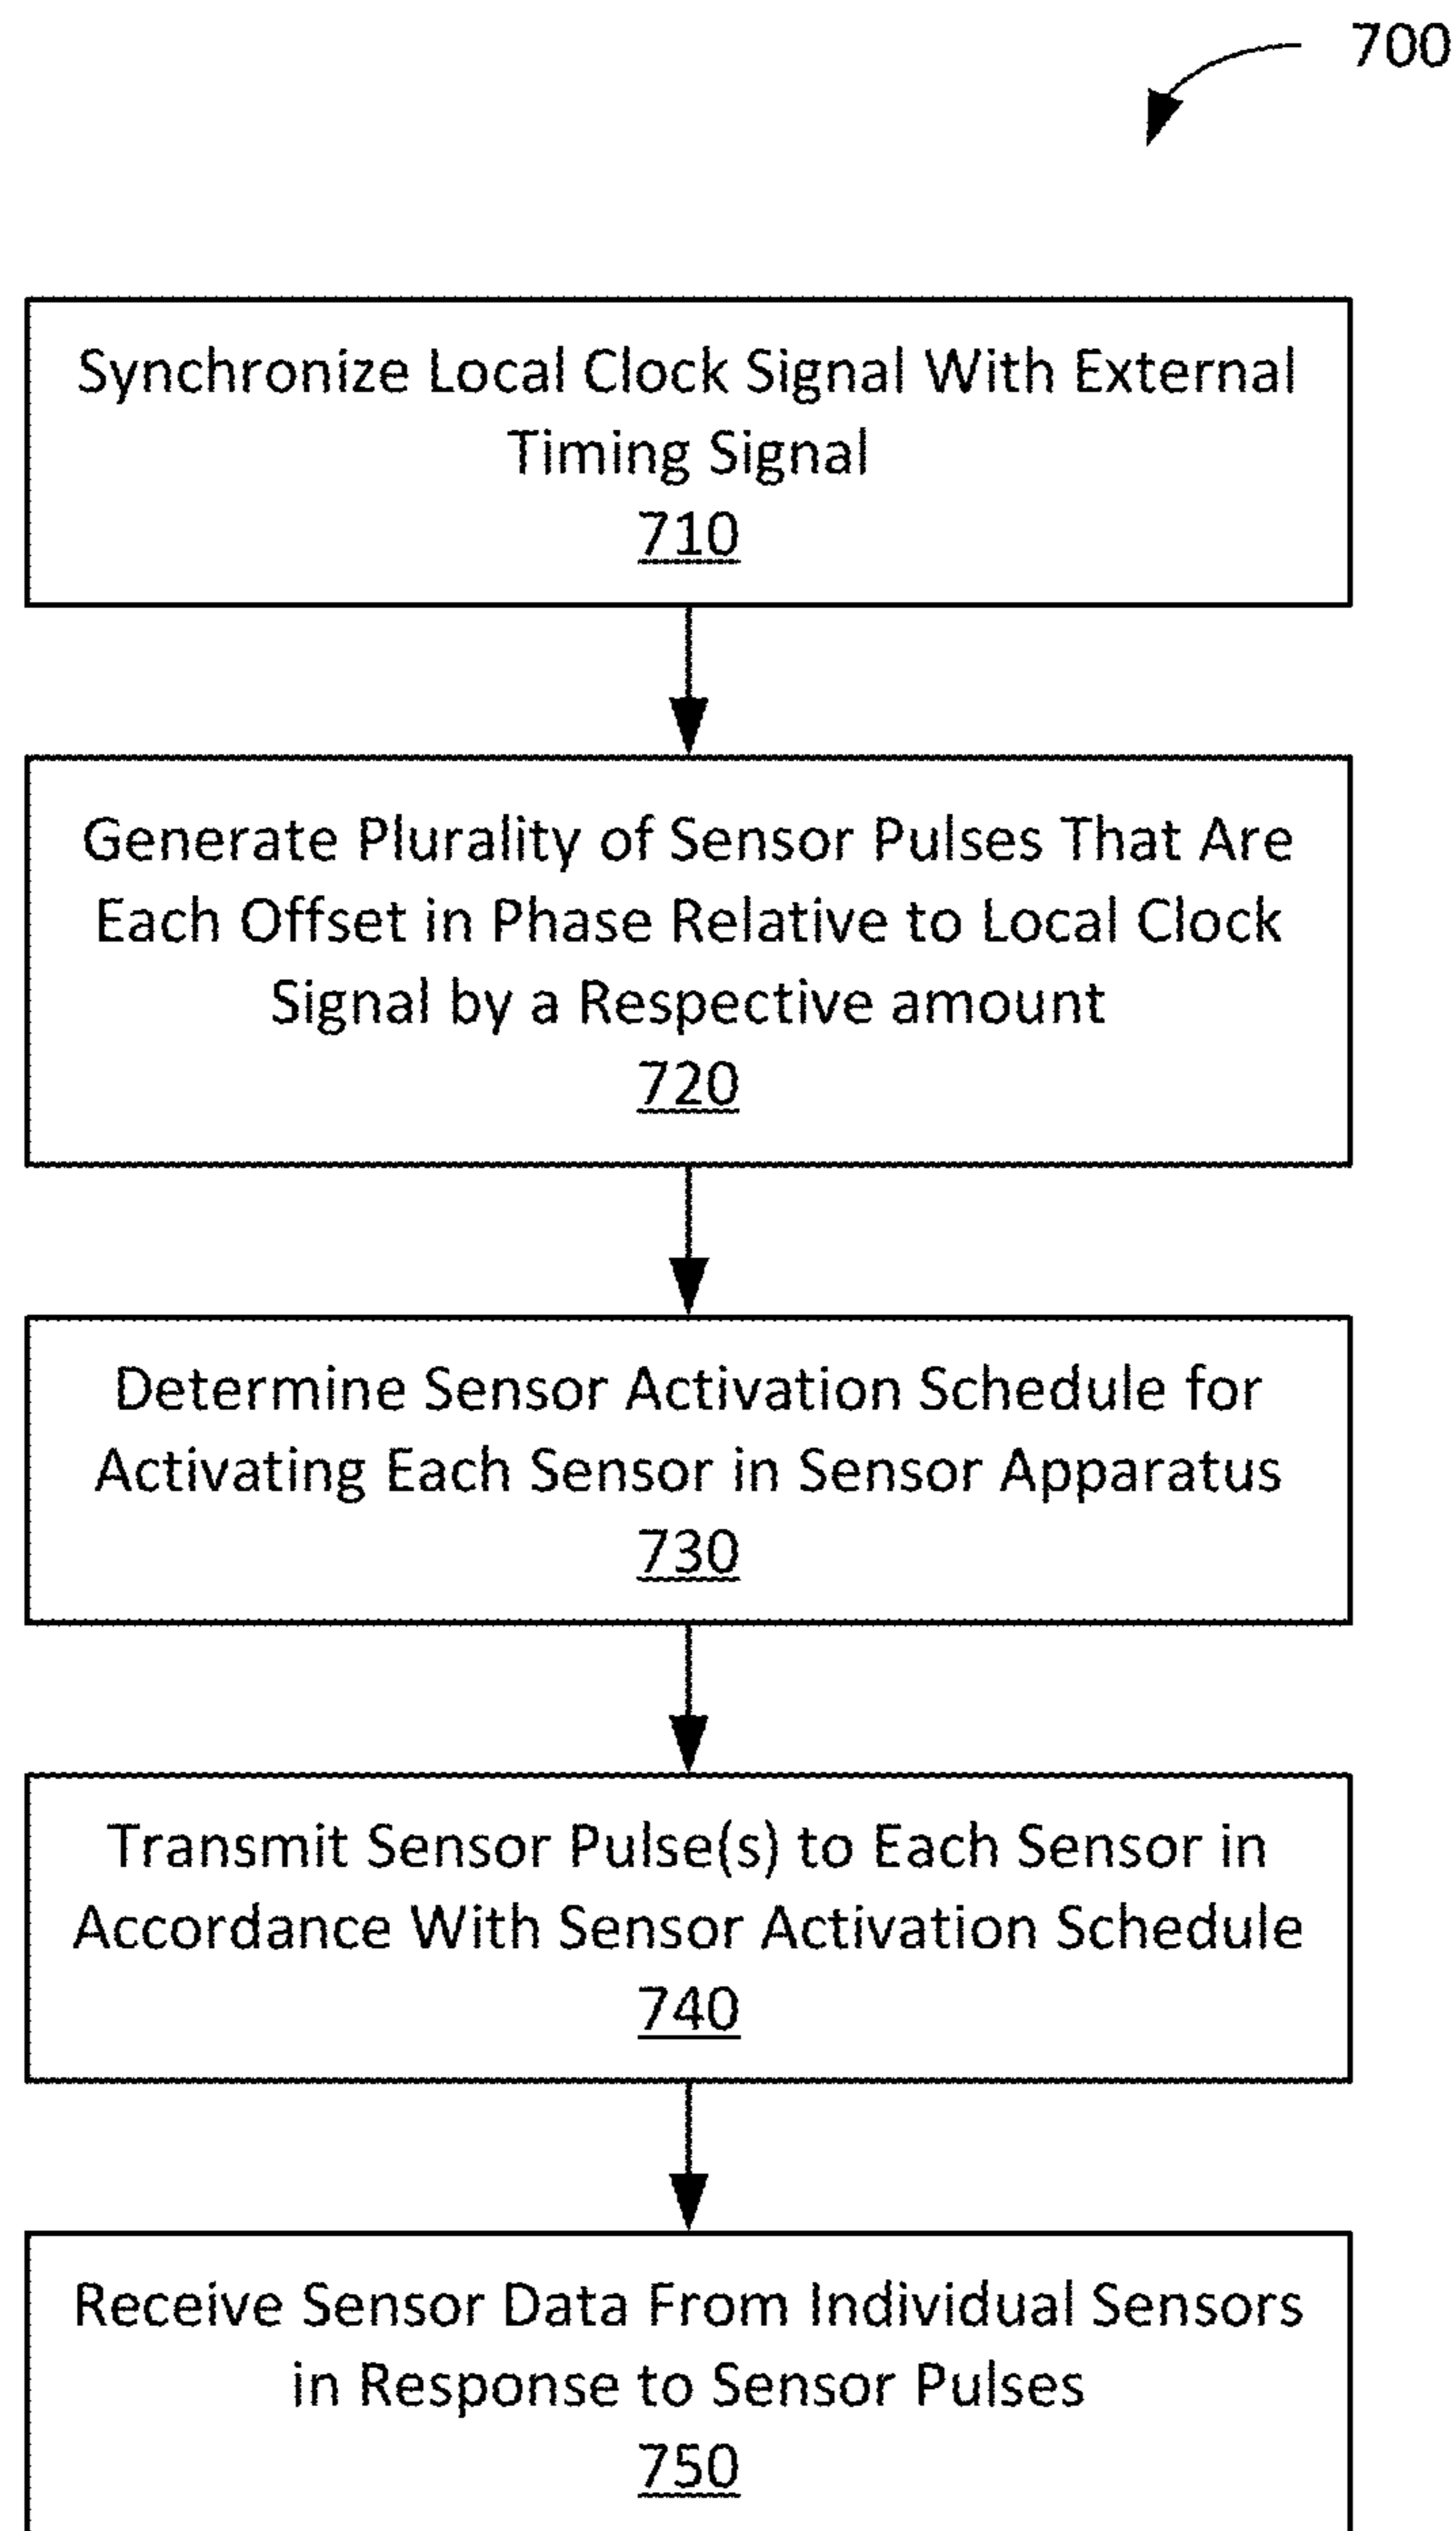 700
Synchronize Local Clock Signal With External
Timing Signal
710
Generate Plurality of Sensor Pulses That Are
Each Offset in Phase Relative to Local Clock
Signal by a Respective amount
720
Determine Sensor Activation Schedule for
Activating Each Sensor in Sensor Apparatus
730
Transmit Sensor Pulse(s) to Each Sensor in
Accordance With Sensor Activation Schedule
740
Receive Sensor Data From Individual Sensors
in Response to Sensor Pulses
750